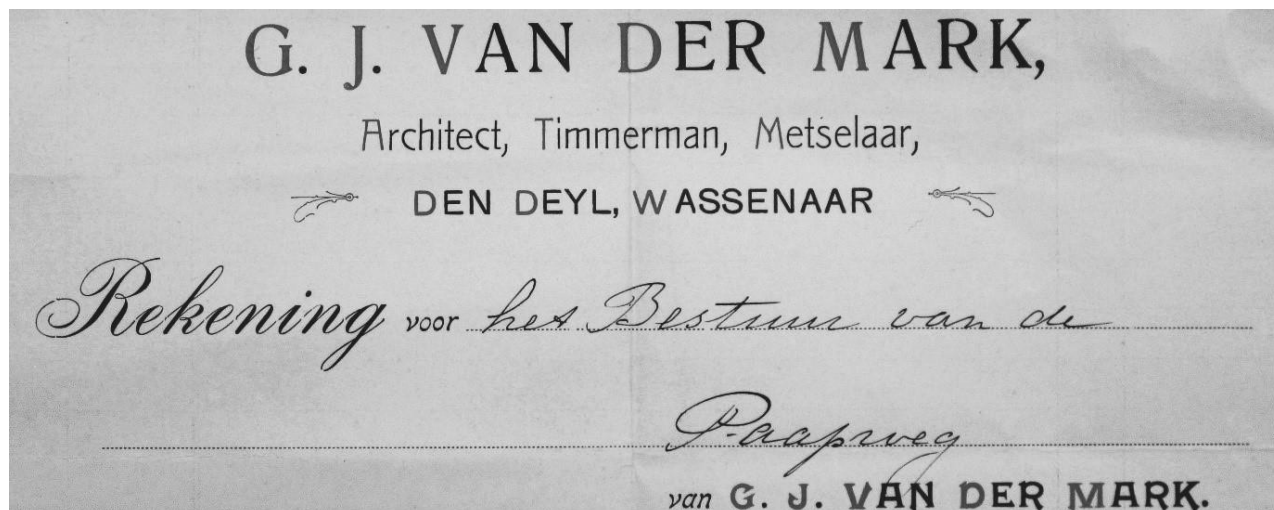 G. J. VAN DER MARK,
Architect, Timmerman, Metselaar,
DEN DEYL, WASSENAAR
Rekening voor het Bestuur van de
Paapweg
van G. J. VAN DER MARK.